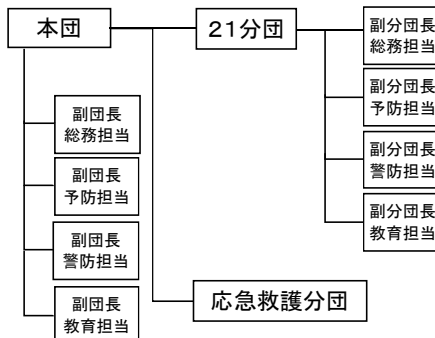 本団
21分団
副団長
総務担当
副団長
予防担当
副団長
警防担当
副団長
教育担当
副分団長
総務担当
副分団長
予防担当
副分団長
警防担当
副分団長
教育担当
応急救護分団